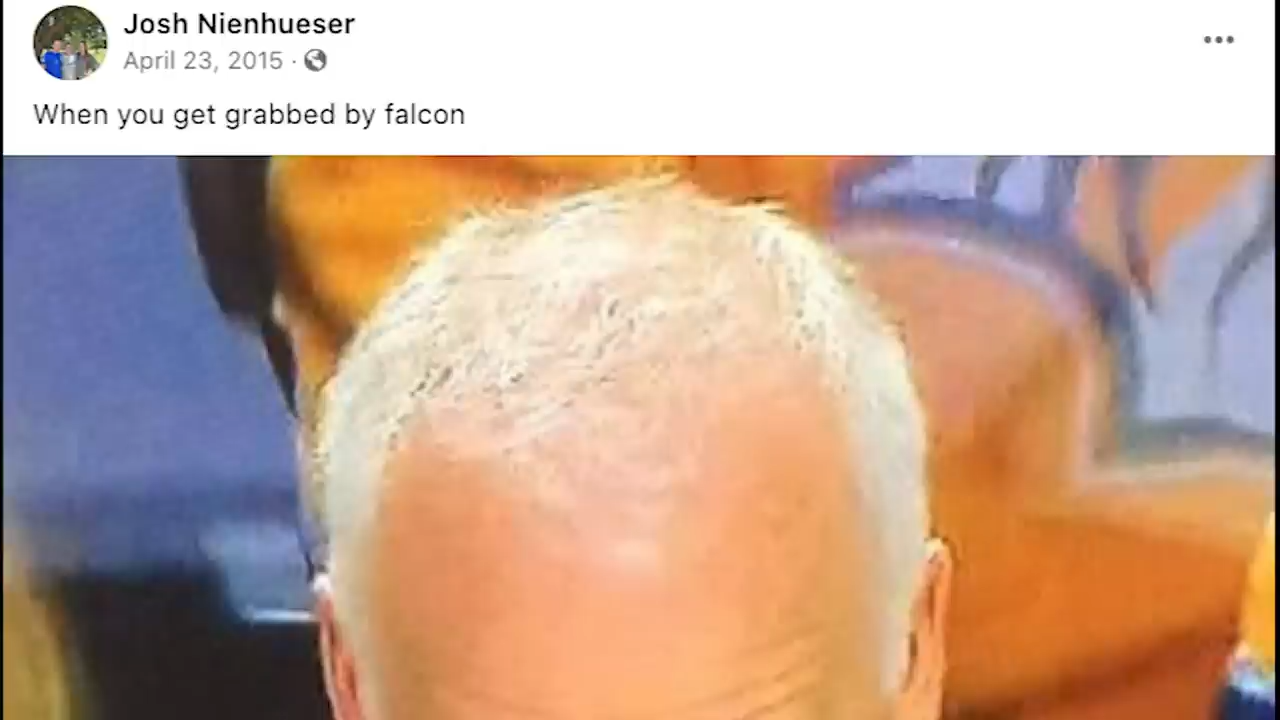 Josh Nienhueser
April 23, 2015 ·
When you get grabbed by falcon